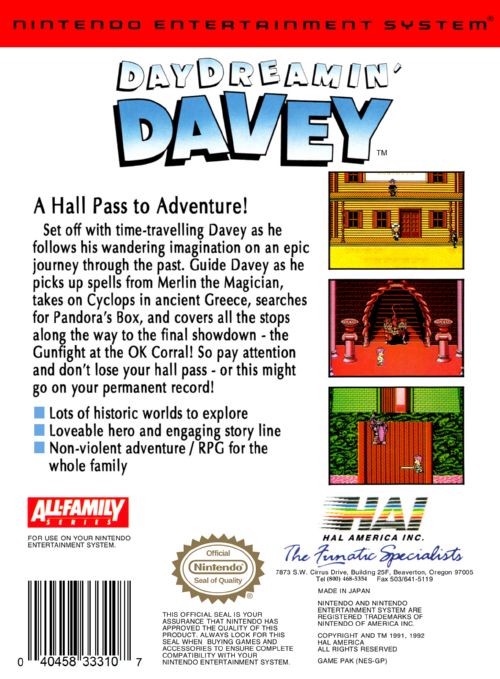 NINTENDO ENTERTAINMENT SYSTEM®
DAYDREAMIN'
DAVEY™
A Hall Pass to Adventure!
Set off with time-travelling Davey as he
follows his wandering imagination on an epic
journey through the past. Guide Davey as he
picks up spells from Merlin the Magician,
takes on Cyclops in ancient Greece, searches
for Pandora's Box, and covers all the stops
along the way to the final showdown - the
Gunfight at the OK Corral! So pay attention
and don't lose your hall pass - or this might
go on your permanent record!
Lots of historic worlds to explore
Loveable hero and engaging story line
Non-violent adventure / RPG for the
whole family
ALL-FAMILY
SERIES
FOR USE ON YOUR NINTENDO
ENTERTAINMENT SYSTEM.
0 40458 33310 7
Official
Nintendo®
Seal of Quality
THIS OFFICIAL SEAL IS YOUR
ASSURANCE THAT NINTENDO HAS
APPROVED THE QUALITY OF THIS
PRODUCT. ALWAYS LOOK FOR THIS
SEAL WHEN BUYING GAMES AND
ACCESSORIES TO ENSURE COMPLETE
COMPATIBILITY WITH YOUR
NINTENDO ENTERTAINMENT SYSTEM.
HAL
HAL AMERICA INC.
The Funatic Specialists
7873 S.W. Cirrus Drive, Building 25F, Beaverton, Oregon 97005
Tel (800) 468-5354 Fax 503/641-5119
MADE IN JAPAN
NINTENDO AND NINTENDO
ENTERTAINMENT SYSTEM ARE
REGISTERED TRADEMARKS OF
NINTENDO OF AMERICA INC.
COPYRIGHT AND TM 1991, 1992
HAL AMERICA
ALL RIGHTS RESERVED
GAME PAK (NES-GP)